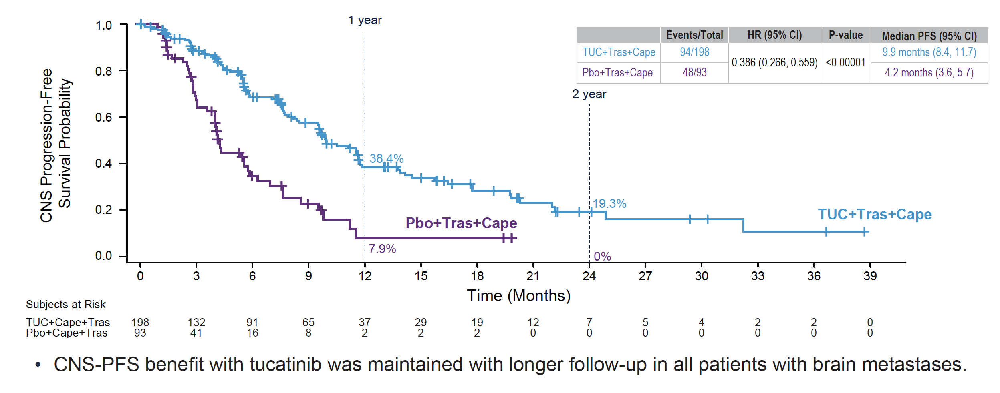 1 year
2 year
Events/Total HR (95% CI) P-value Median PFS (95% CI)
TUC+Tras+Cape 94/198 0.386 (0.266, 0.559) <0.00001 9.9 months (8.4, 11.7)
Pbo+Tras+Cape 48/93 4.2 months (3.6, 5.7)
CNS Progression-Free
Survival Probability
1.0
0.8
0.6
0.4
0.2
0.0
38.4%
19.3%
TUC+Tras+Cape
Pbo+Tras+Cape
7.9%
0%
0 3 6 9 12 15 18 21 24 27 30 33 36 39
Time (Months)
Subjects at Risk
TUC+Cape+Tras 198 132 91 65 37 29 19 12 7 5 4 2 2 0
Pbo+Cape+Tras 93 41 16 8 2 2 2 0 0 0 0 0 0 0
• CNS-PFS benefit with tucatinib was maintained with longer follow-up in all patients with brain metastases.